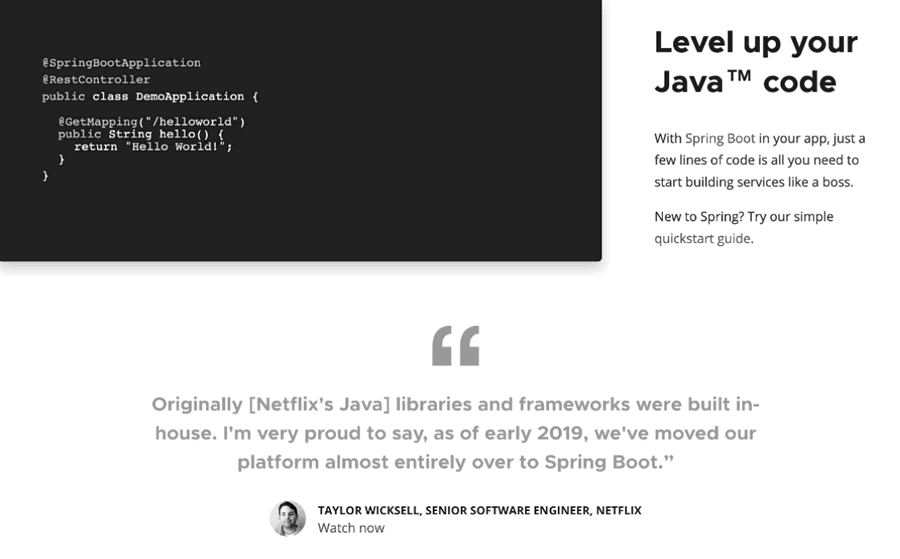 @SpringBootApplication
@RestController
public class DemoApplication {
@GetMapping("/helloworld")
public String hello() {
return "Hello World!";
}
}
Level up your
Java™ code
With Spring Boot in your app, just a
few lines of code is all you need to
start building services like a boss.
New to Spring? Try our simple
quickstart guide.
“
Originally [Netflix's Java] libraries and frameworks were built in-
house. I'm very proud to say, as of early 2019, we've moved our
platform almost entirely over to Spring Boot.”
TAYLOR WICKSELL, SENIOR SOFTWARE ENGINEER, NETFLIX
Watch now